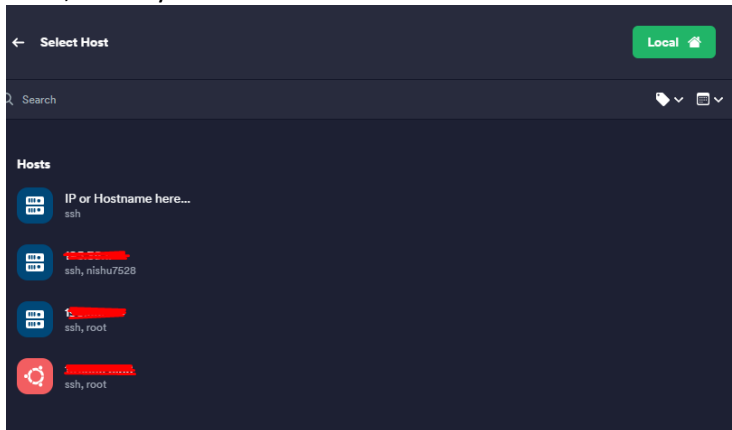 Select Host
Local
Search
Hosts
IP or Hostname here...
ssh
ssh, nishu7528
ssh, root
ssh, root